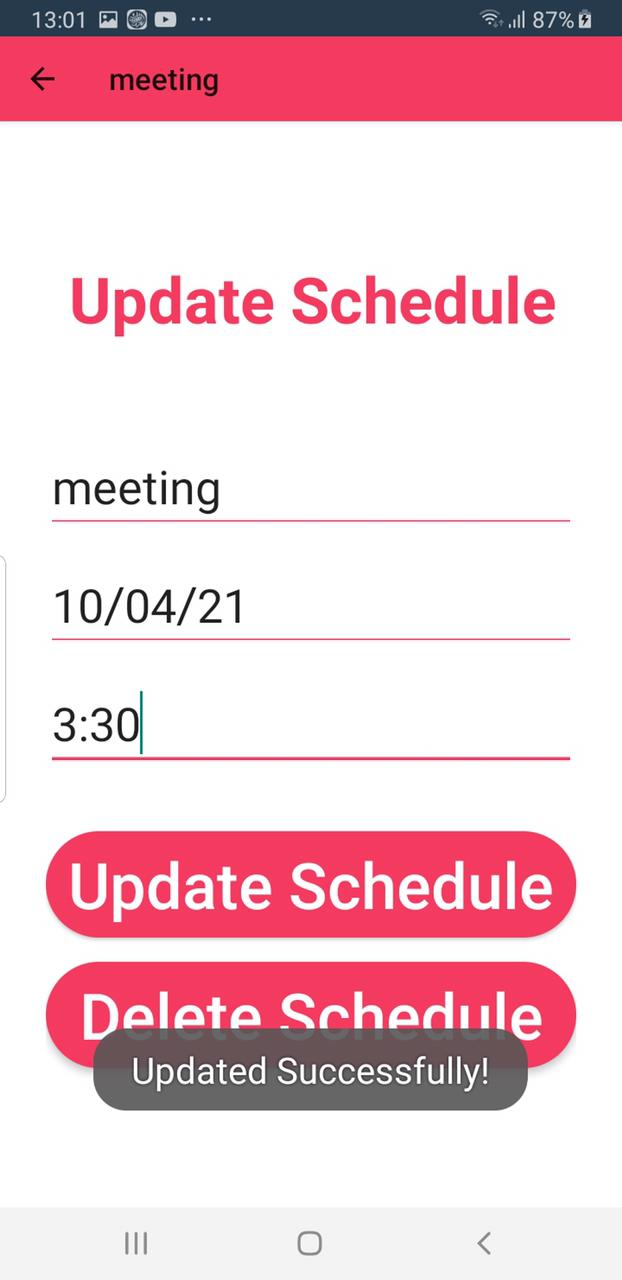 13:01 87%
meeting
Update Schedule
meeting
10/04/21
3:30
Update Schedule
Delete Schedule
Updated Successfully!